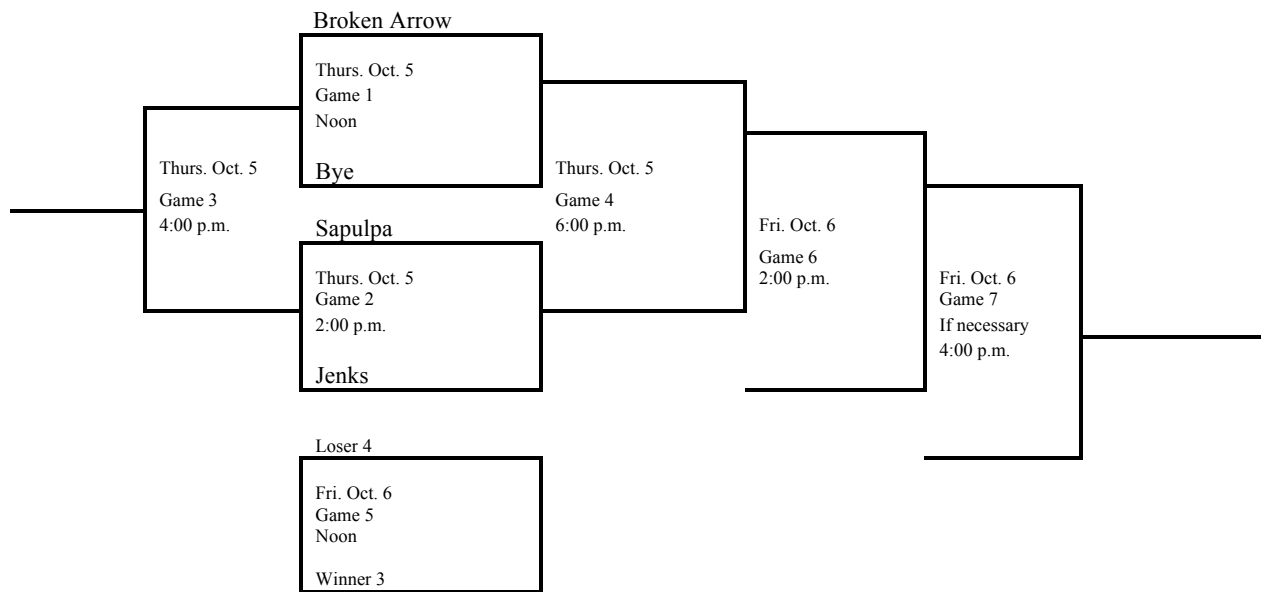 Broken Arrow
Thurs. Oct. 5
Game 1
Noon
Bye
Thurs. Oct. 5
Game 3
4:00 p.m.
Sapulpa
Thurs. Oct. 5
Game 2
2:00 p.m.
Jenks
Thurs. Oct. 5
Game 4
6:00 p.m.
Fri. Oct. 6
Game 6
2:00 p.m.
Fri. Oct. 6
Game 7
If necessary
4:00 p.m.
Loser 4
Fri. Oct. 6
Game 5
Noon
Winner 3